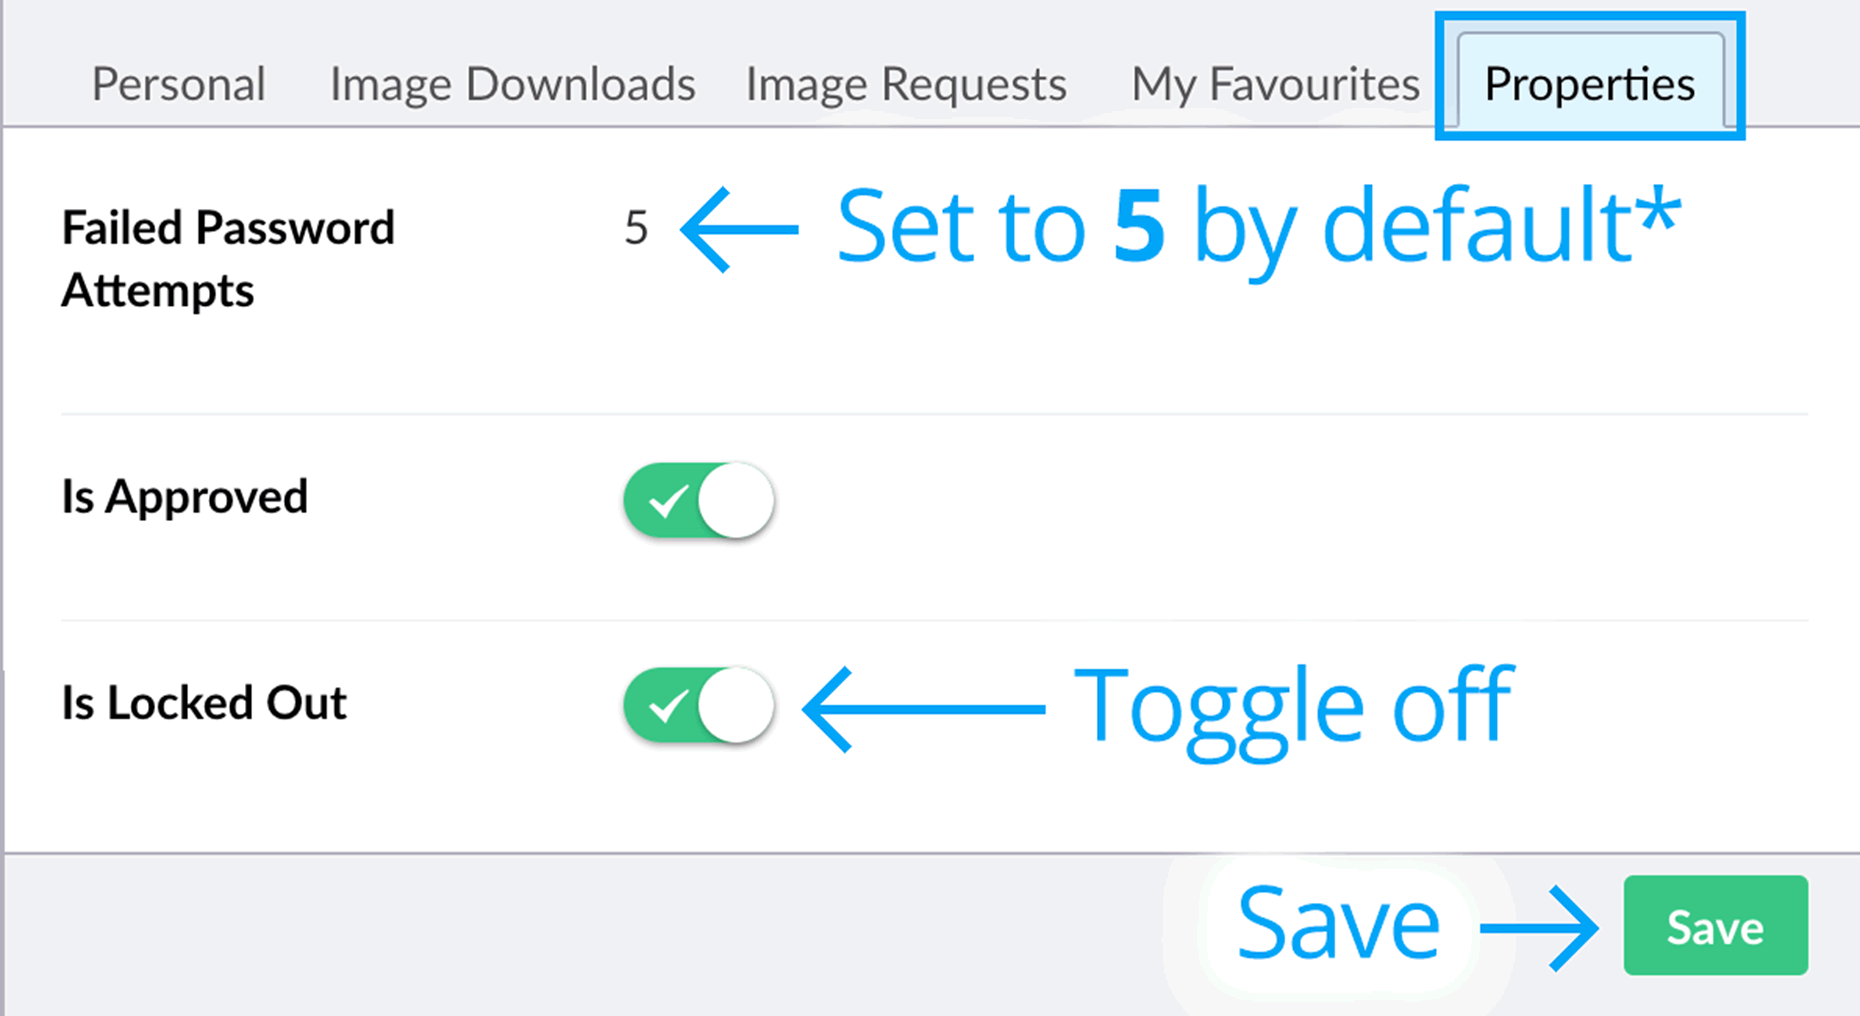 Personal Image Downloads Image Requests My Favourites Properties
Failed Password Attempts 5 Set to 5 by default*
Is Approved
Is Locked Out Toggle off
Save Save